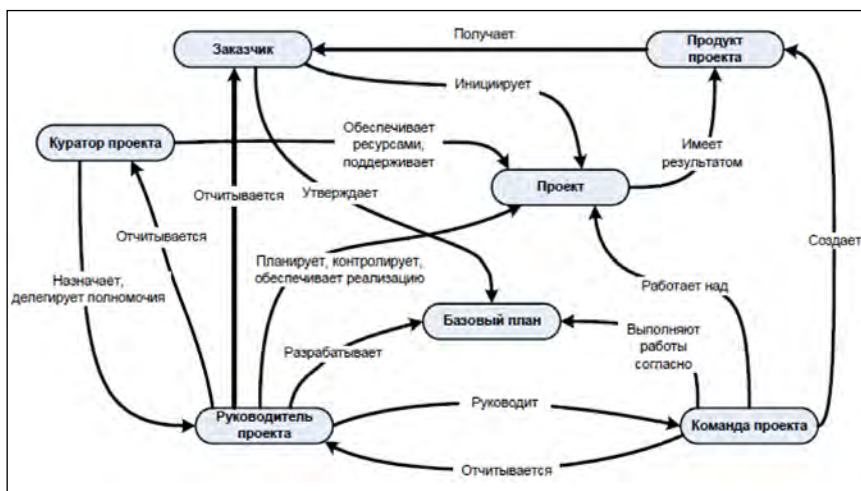 Получает
Заказчик
Продукт
проекта
Инициирует
Куратор проекта
Обеспечивает
ресурсами,
поддерживает
Имеет
результатом
Проект
Отчитывается
Утверждает
Отчитывается
Создает
Назначает,
делегирует полномочия
Планирует, контролирует,
обеспечивает реализацию
Работает над
Базовый план
Выполняют
работы
согласно
Разрабатывает
Руководитель
проекта
Руководит
Команда проекта
Отчитывается